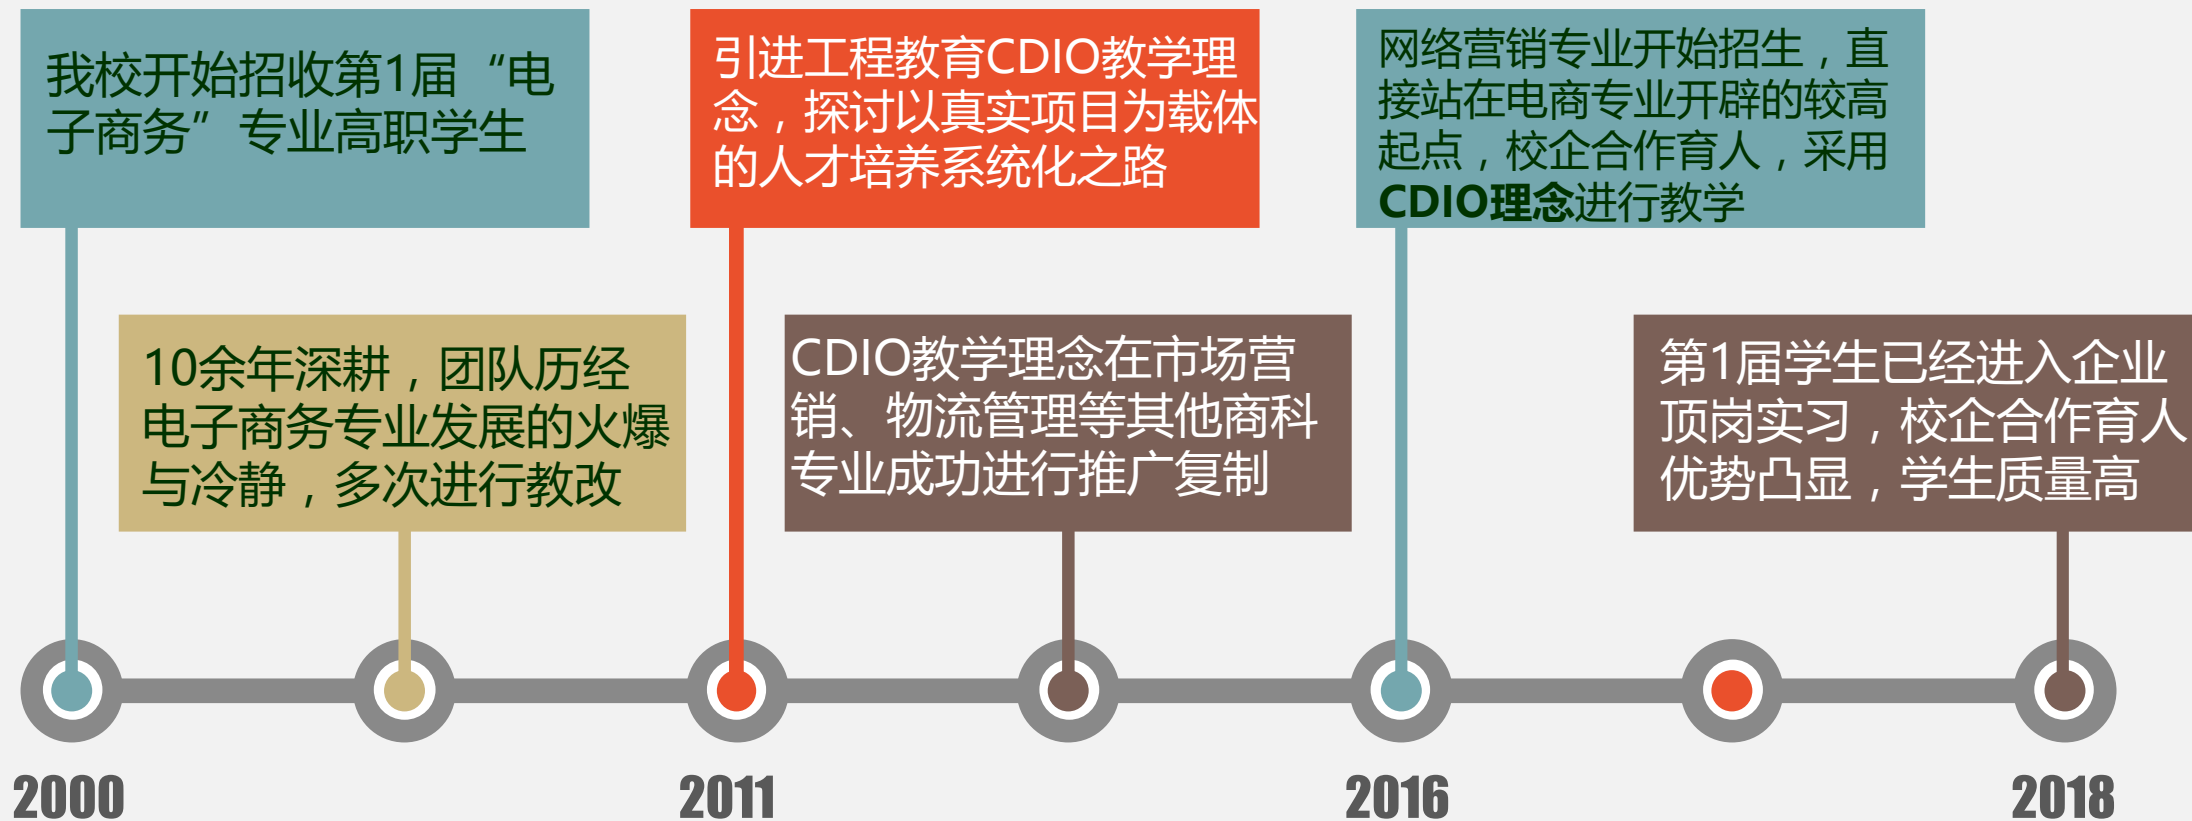 我校开始招收第1届“电
子商务”专业高职学生
引进工程教育CDIO教学理
念，探讨以真实项目为载体
的人才培养系统化之路
网络营销专业开始招生，直
接站在电商专业开辟的较高
起点，校企合作育人，采用
CDIO理念进行教学
10余年深耕，团队历经
电子商务专业发展的火爆
与冷静，多次进行教改
CDIO教学理念在市场营
销、物流管理等其他商科
专业成功进行推广复制
第1届学生已经进入企业
顶岗实习，校企合作育人
优势凸显，学生质量高
2000
2011
2016
2018